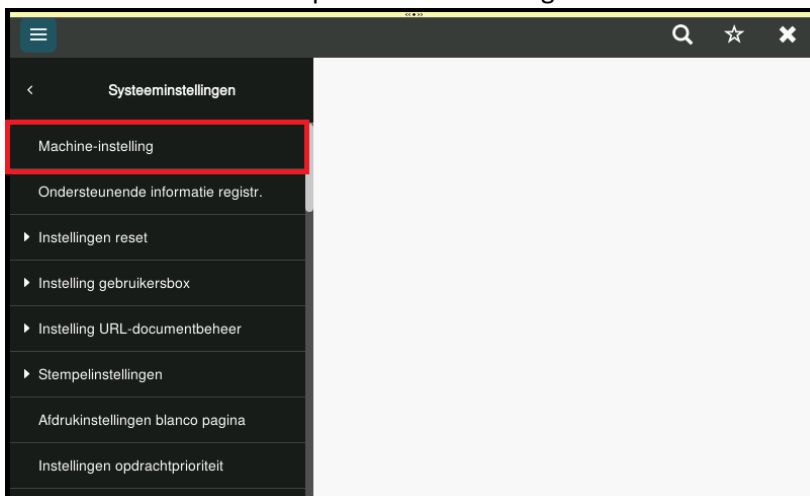 Systeeminstellingen
Machine-instelling
Ondersteunende informatie registr.
Instellingen reset
Instelling gebruikersbox
Instelling URL-documentbeheer
Stempelinstellingen
Afdrukinstellingen blanco pagina
Instellingen opdrachtprioriteit